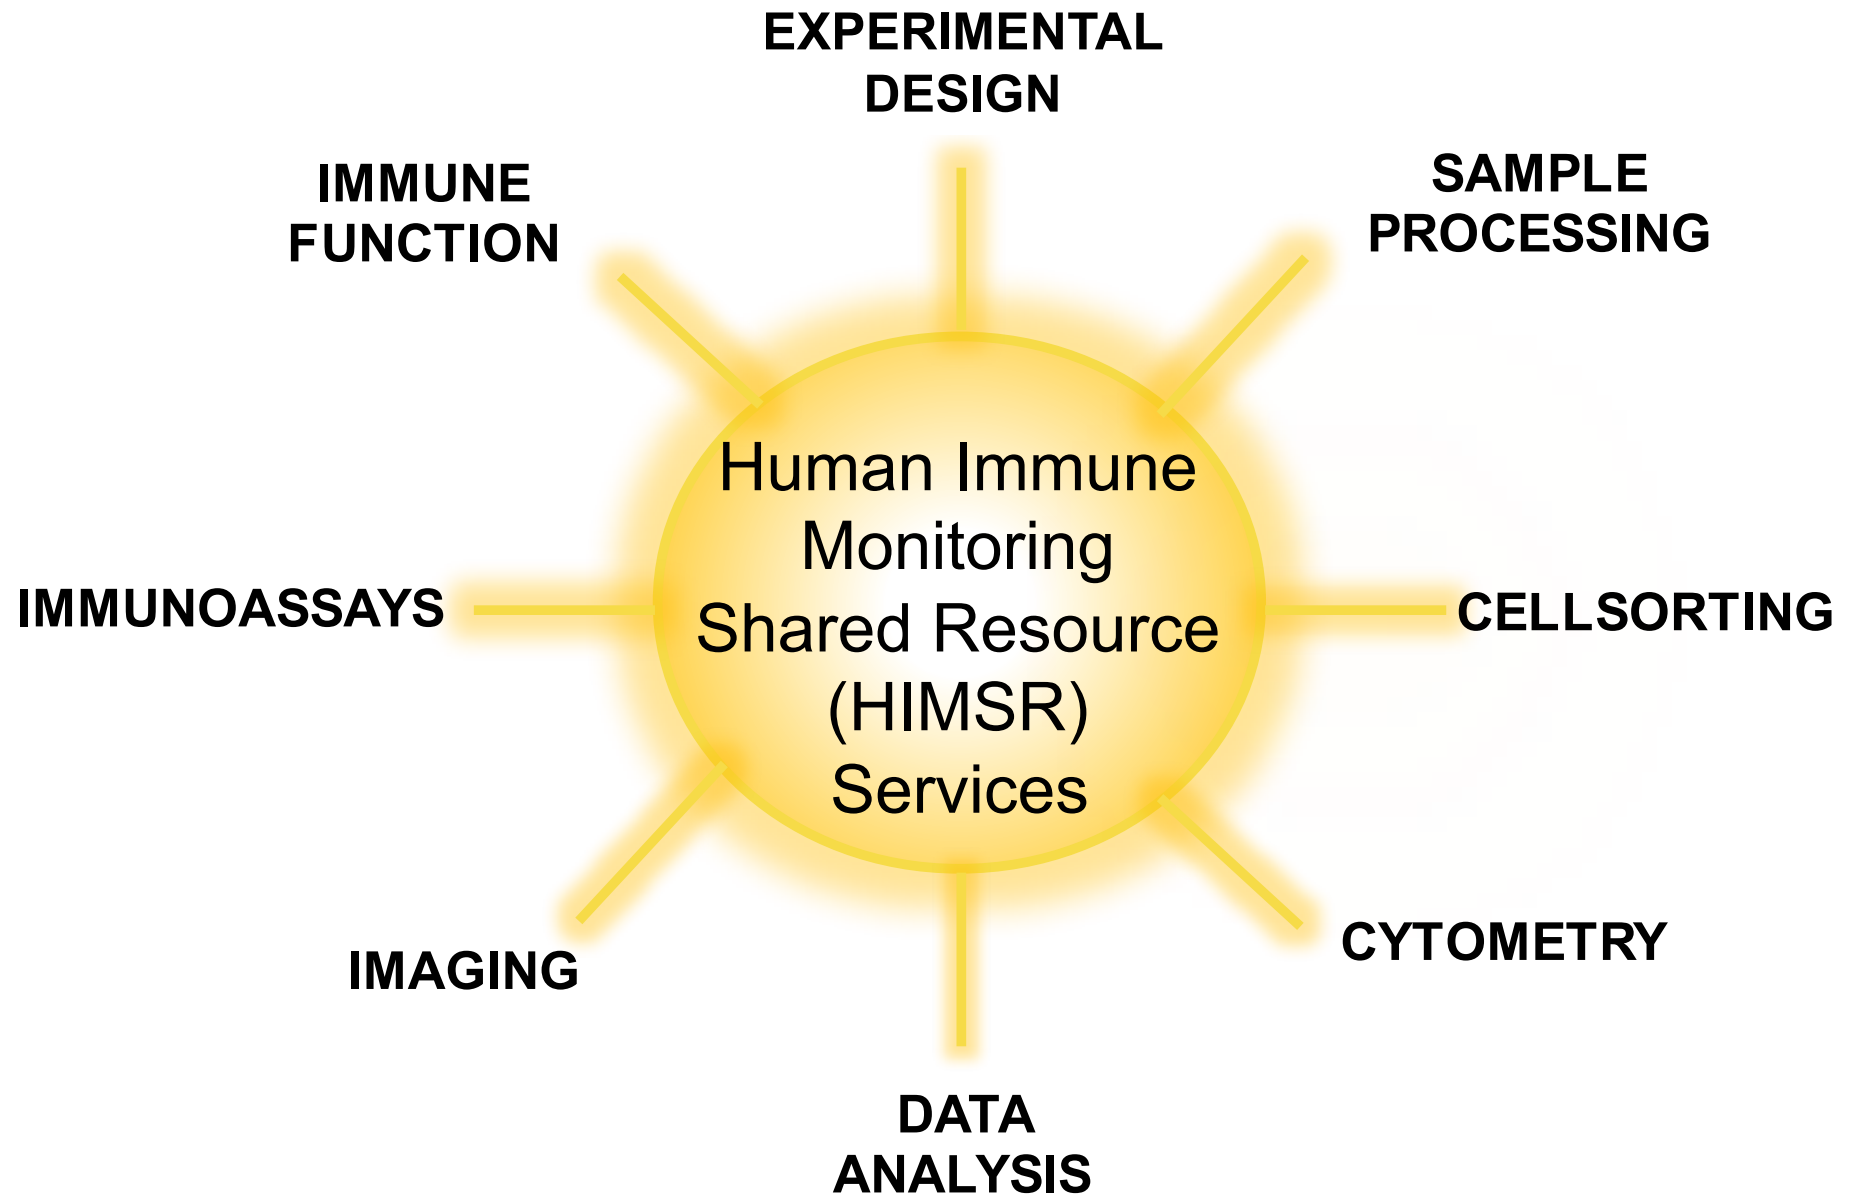 EXPERIMENTAL
DESIGN
IMMUNE
FUNCTION
SAMPLE
PROCESSING
Human Immune
Monitoring
Shared Resource
(HIMSR)
Services
IMMUNOASSAYS
CELLSORTING
IMAGING
CYTOMETRY
DATA
ANALYSIS